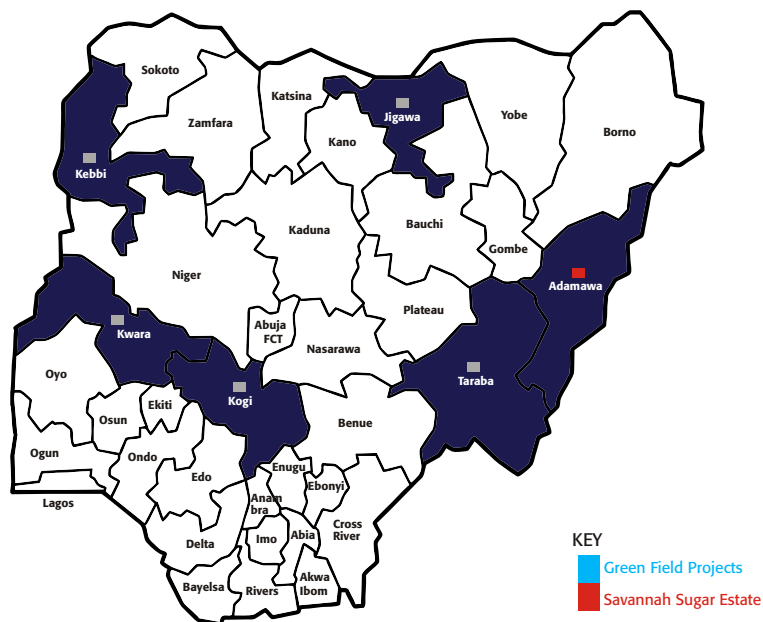 Sokoto
Katsina
Jigawa
Yobe
Borno
Zamfara
Kano
Kebbi
Kaduna
Bauchi
Gombe
Niger
Adamawa
Plateau
Abuja
FCT
Kwara
Nasarawa
Oyo
Taraba
Kogi
Ekiti
Osun
Benue
Ogun
Ondo
Edo
Enugu
Ebonyi
Lagos
Anam
bra
Cross
River
Delta
Imo
Abia
Bayelsa
Rivers
Akwa
Ibom
KEY
Green Field Projects
Savannah Sugar Estate